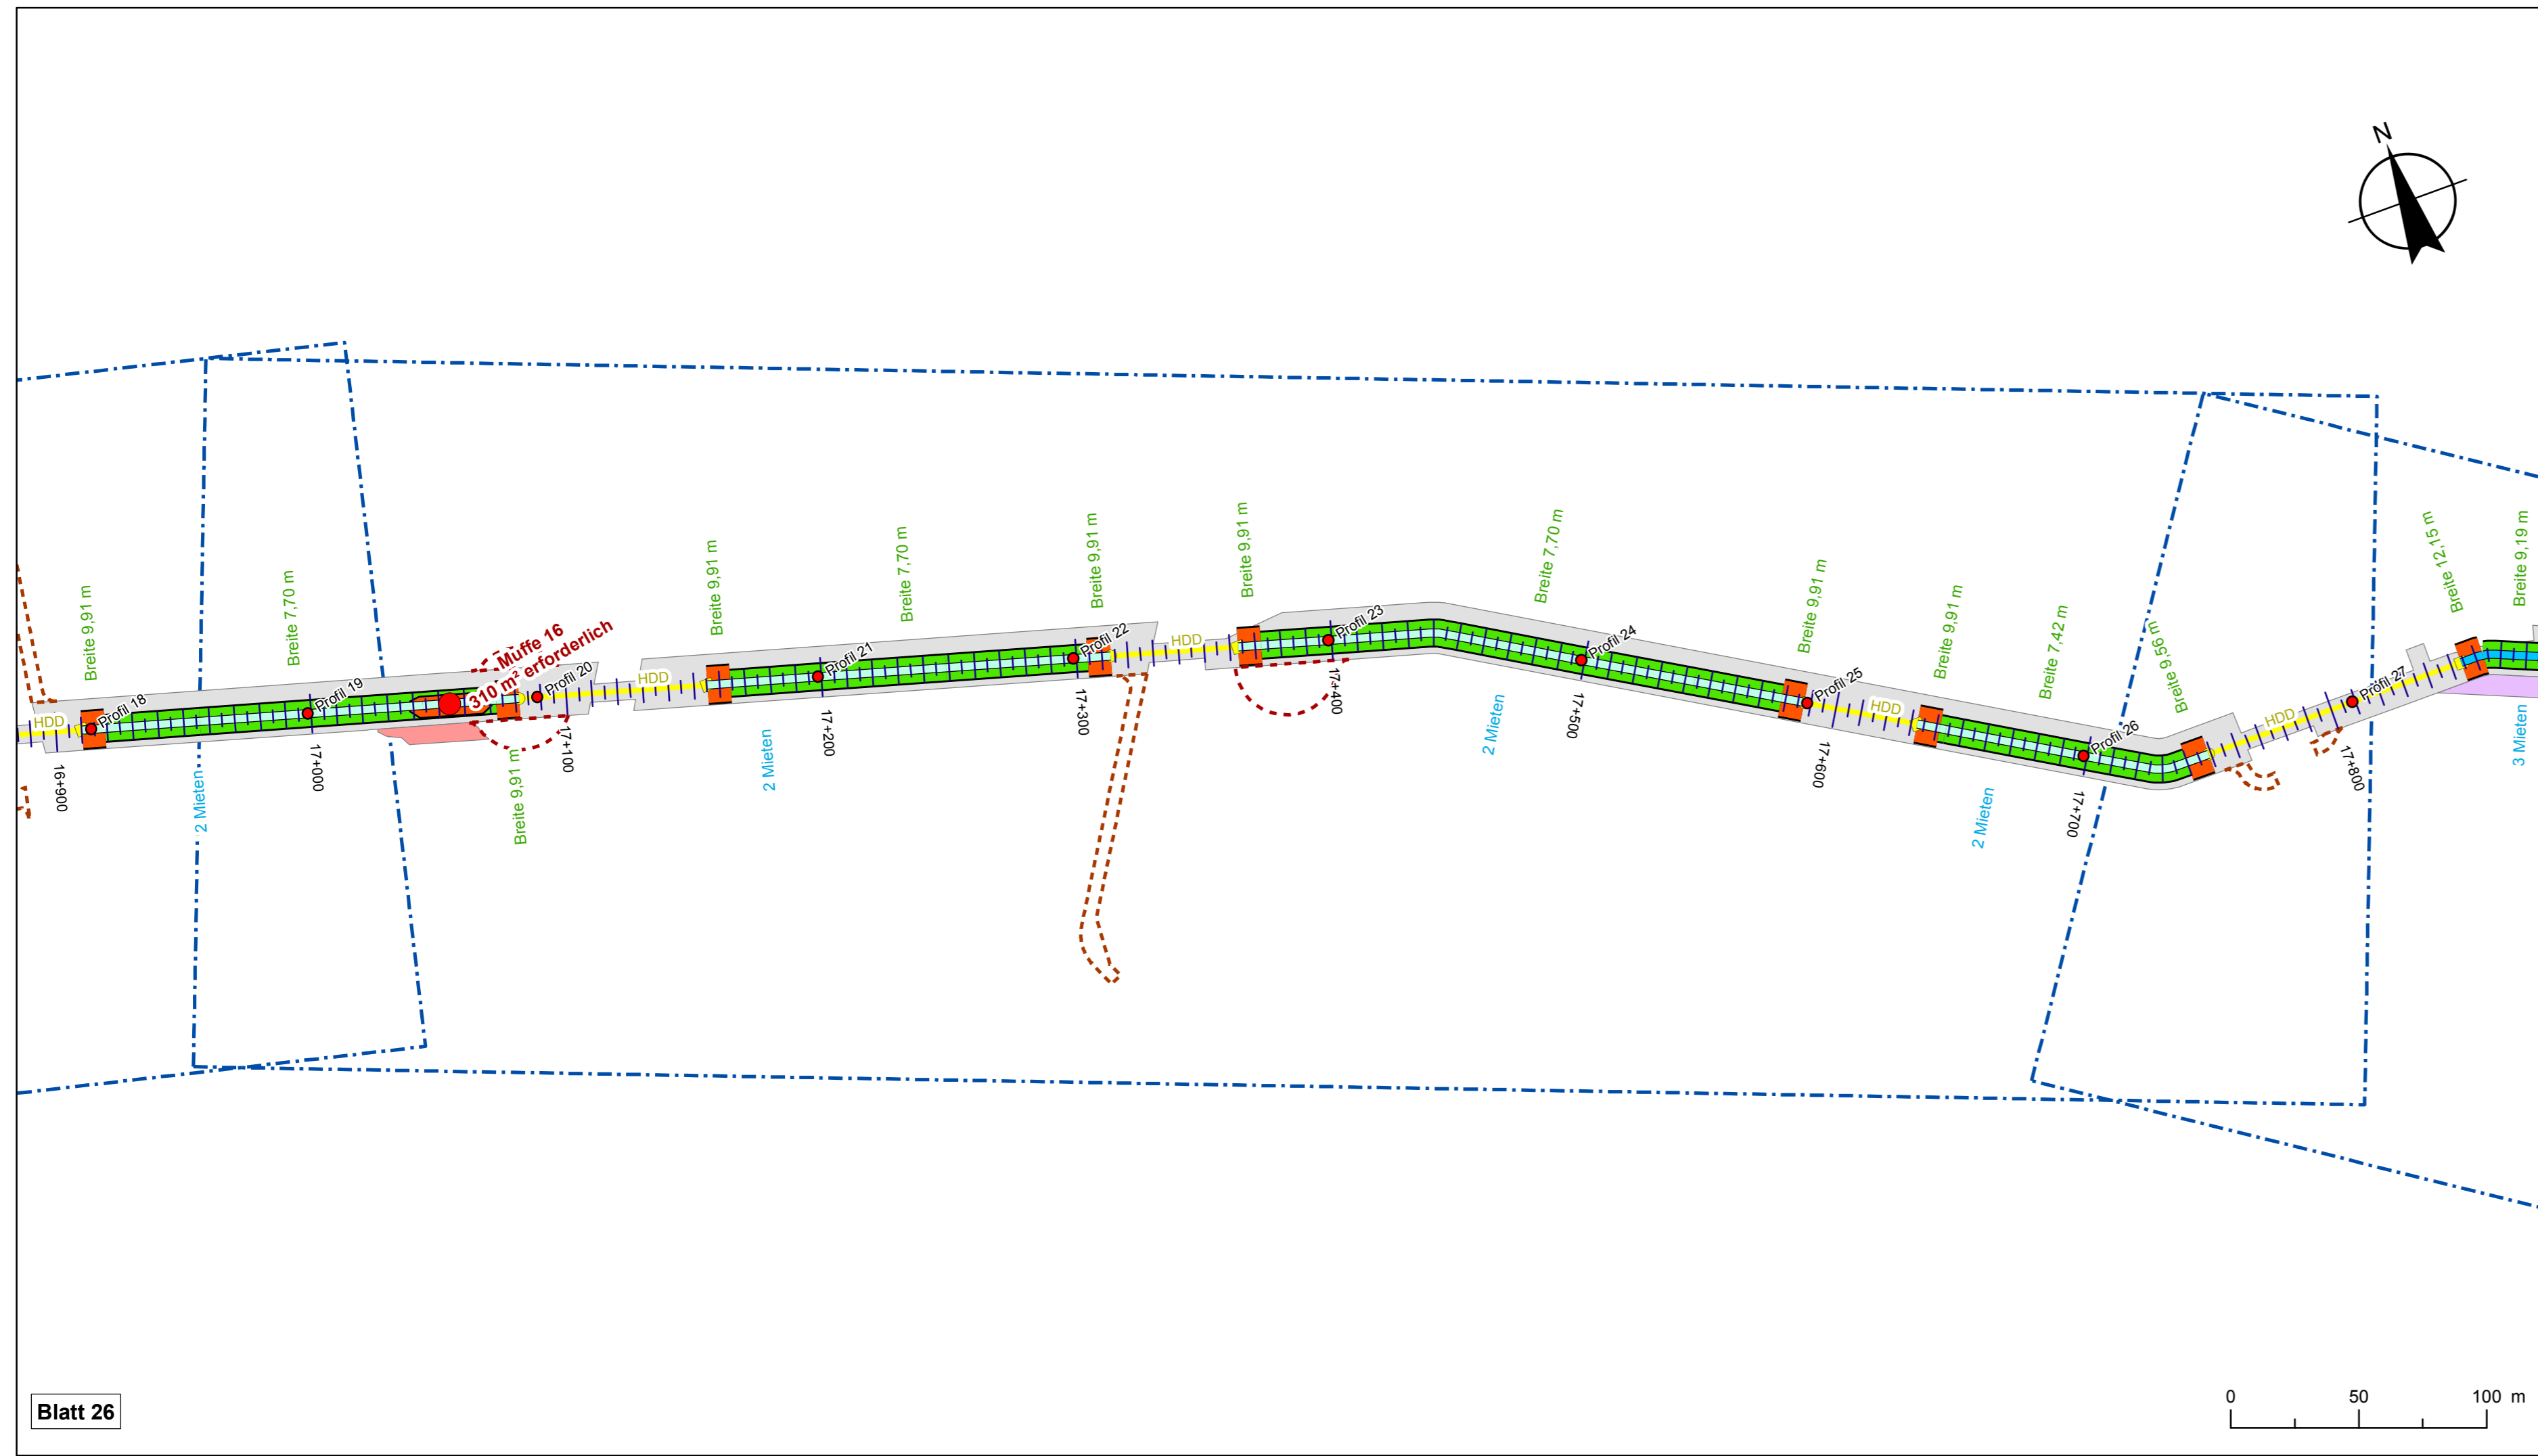 N
HDD
Breite 9,91 m
Profil 18
16+900
2 Mieten
Breite 7,70 m
Profil 19
17+000
Muffe 16
310 m² erforderlich
Profil 20
Breite 9,91 m
17+100
HDD
Breite 9,91 m
2 Mieten
Profil 21
17+200
Breite 7,70 m
Profil 22
17+300
Breite 9,91 m
HDD
Breite 9,91 m
Profil 23
17+400
2 Mieten
Breite 7,70 m
Profil 24
17+500
Breite 9,91 m
Profil 25
17+600
HDD
Breite 9,91 m
2 Mieten
Breite 7,42 m
Profil 26
17+700
Breite 9,56 m
HDD
Profil 27
17+800
Breite 12,15 m
Breite 9,19 m
3 Mieten
Blatt 26
0 50 100 m